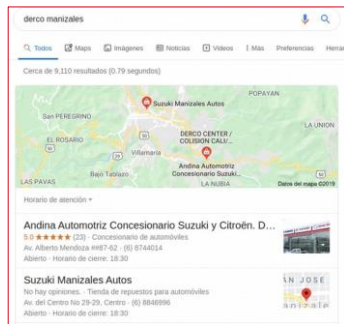 derco manizales
Todos Maps Imágenes Noticias Videos Más Preferencias Herra
Cerca de 9,110 resultados (0.79 segundos)
POPAYAN
Suzuki Manizales Autos
San PEREGRINO
LA UNION
EL ROSARIO
DERCO CENTER /
COLISION CALI/...
Villamaria
Andina Automotriz
Concesionario Suzuki...
Bajo Tablazo
LAS PAVAS
LA NUBIA
Datos del mapa ©2019
Horario de atención
Andina Automotriz Concesionario Suzuki y Citroën. D...
5.0 (23) · Concesionario de automóviles
Av. Alberto Mendoza ##87-62 · (6) 8744014
Abierto · Horario de cierre: 18:30
Suzuki Manizales Autos
No hay opiniones. · Tienda de repuestos para automóviles
Av. del Centro No 29-29, Centro · (6) 8846996
Abierto · Horario de cierre: 18:30
AN JOSE